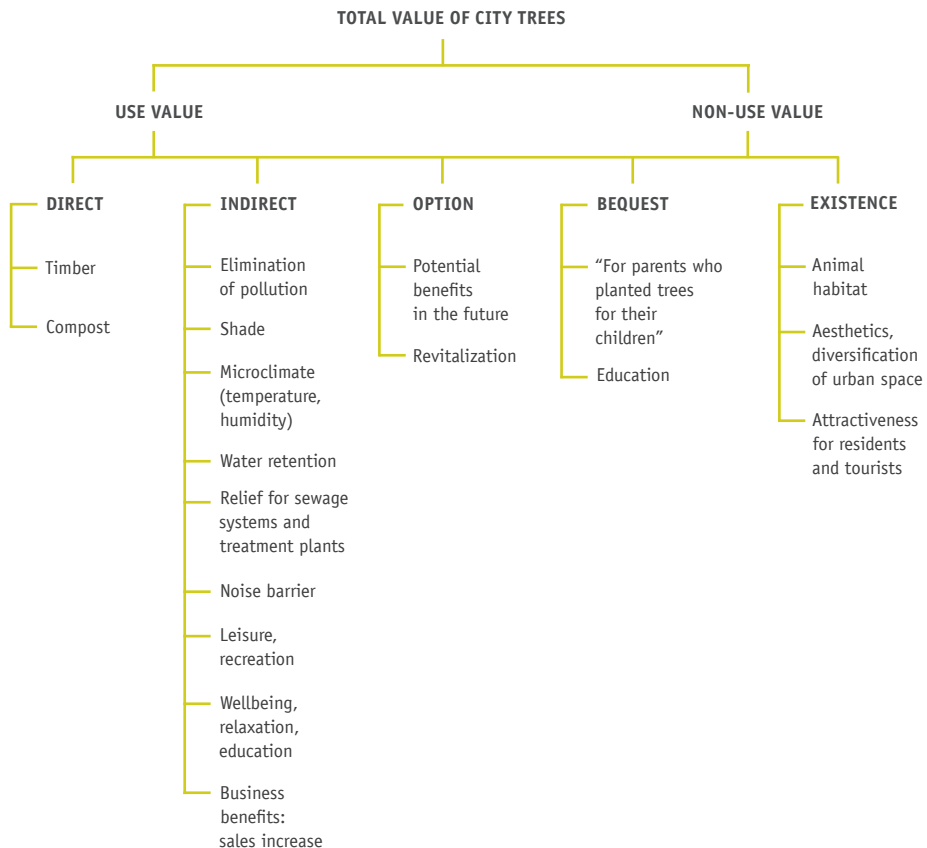 TOTAL VALUE OF CITY TREES
USE VALUE
NON-USE VALUE
DIRECT
Timber
Compost
INDIRECT
Elimination
of pollution
Shade
Microclimate
(temperature,
humidity)
Water retention
Relief for sewage
systems and
treatment plants
Noise barrier
Leisure,
recreation
Wellbeing,
relaxation,
education
Business
benefits:
sales increase
OPTION
Potential
benefits
in the future
Revitalization
BEQUEST
“For parents who
planted trees
for their
children”
Education
EXISTENCE
Animal
habitat
Aesthetics,
diversification
of urban space
Attractiveness
for residents
and tourists